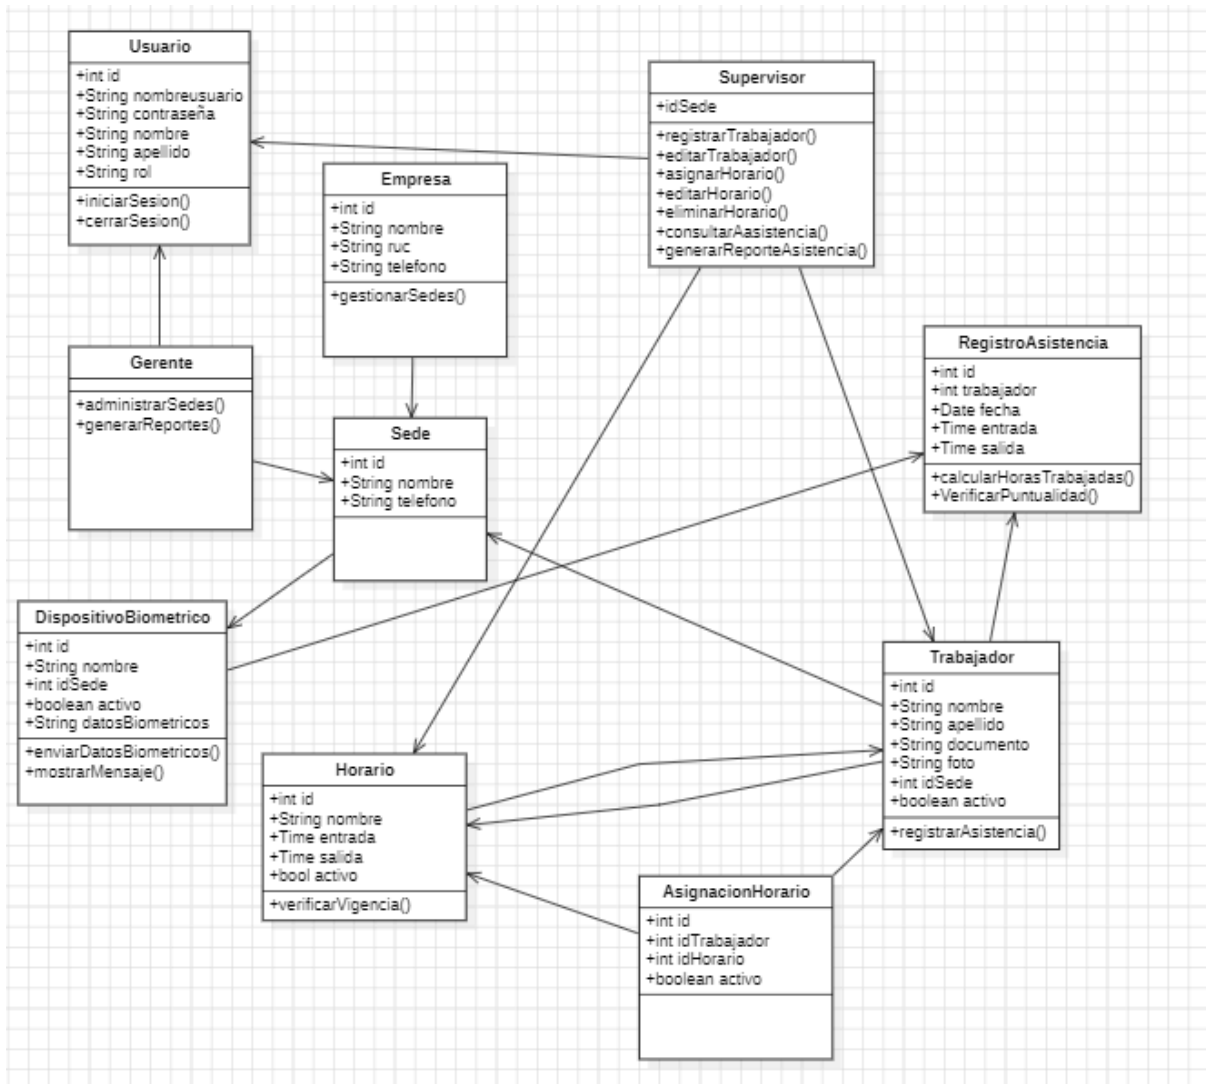 Usuario
+int id
+String nombreusuario
+String contraseña
+String nombre
+String apellido
+String rol
+iniciarSesion()
+cerrarSesion()
Supervisor
+idSede
+registrarTrabajador()
+editarTrabajador()
+asignarHorario()
+editarHorario()
+eliminarHorario()
+consultarAasistencia()
+generarReporteAsistencia()
Empresa
+int id
+String nombre
+String ruc
+String telefono
+gestionarSedes()
Gerente
+administrarSedes()
+generarReportes()
RegistroAsistencia
+int id
+int trabajador
+Date fecha
+Time entrada
+Time salida
+calcularHorasTrabajadas()
+VerificarPuntualidad()
Sede
+int id
+String nombre
+String telefono
DispositivoBiometrico
+int id
+String nombre
+int idSede
+boolean activo
+String datosBiometricos
+enviarDatosBiometricos()
+mostrarMensaje()
Trabajador
+int id
+String nombre
+String apellido
+String documento
+String foto
+int idSede
+boolean activo
+registrarAsistencia()
Horario
+int id
+String nombre
+Time entrada
+Time salida
+bool activo
+verificarVigencia()
AsignacionHorario
+int id
+int idTrabajador
+int idHorario
+boolean activo